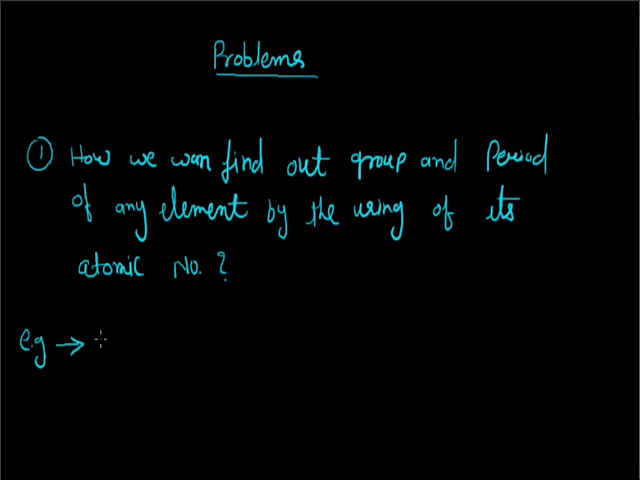 Problems
① How we wan find out group and Period
of any element by the using of its
atomic No. ?
e.g →